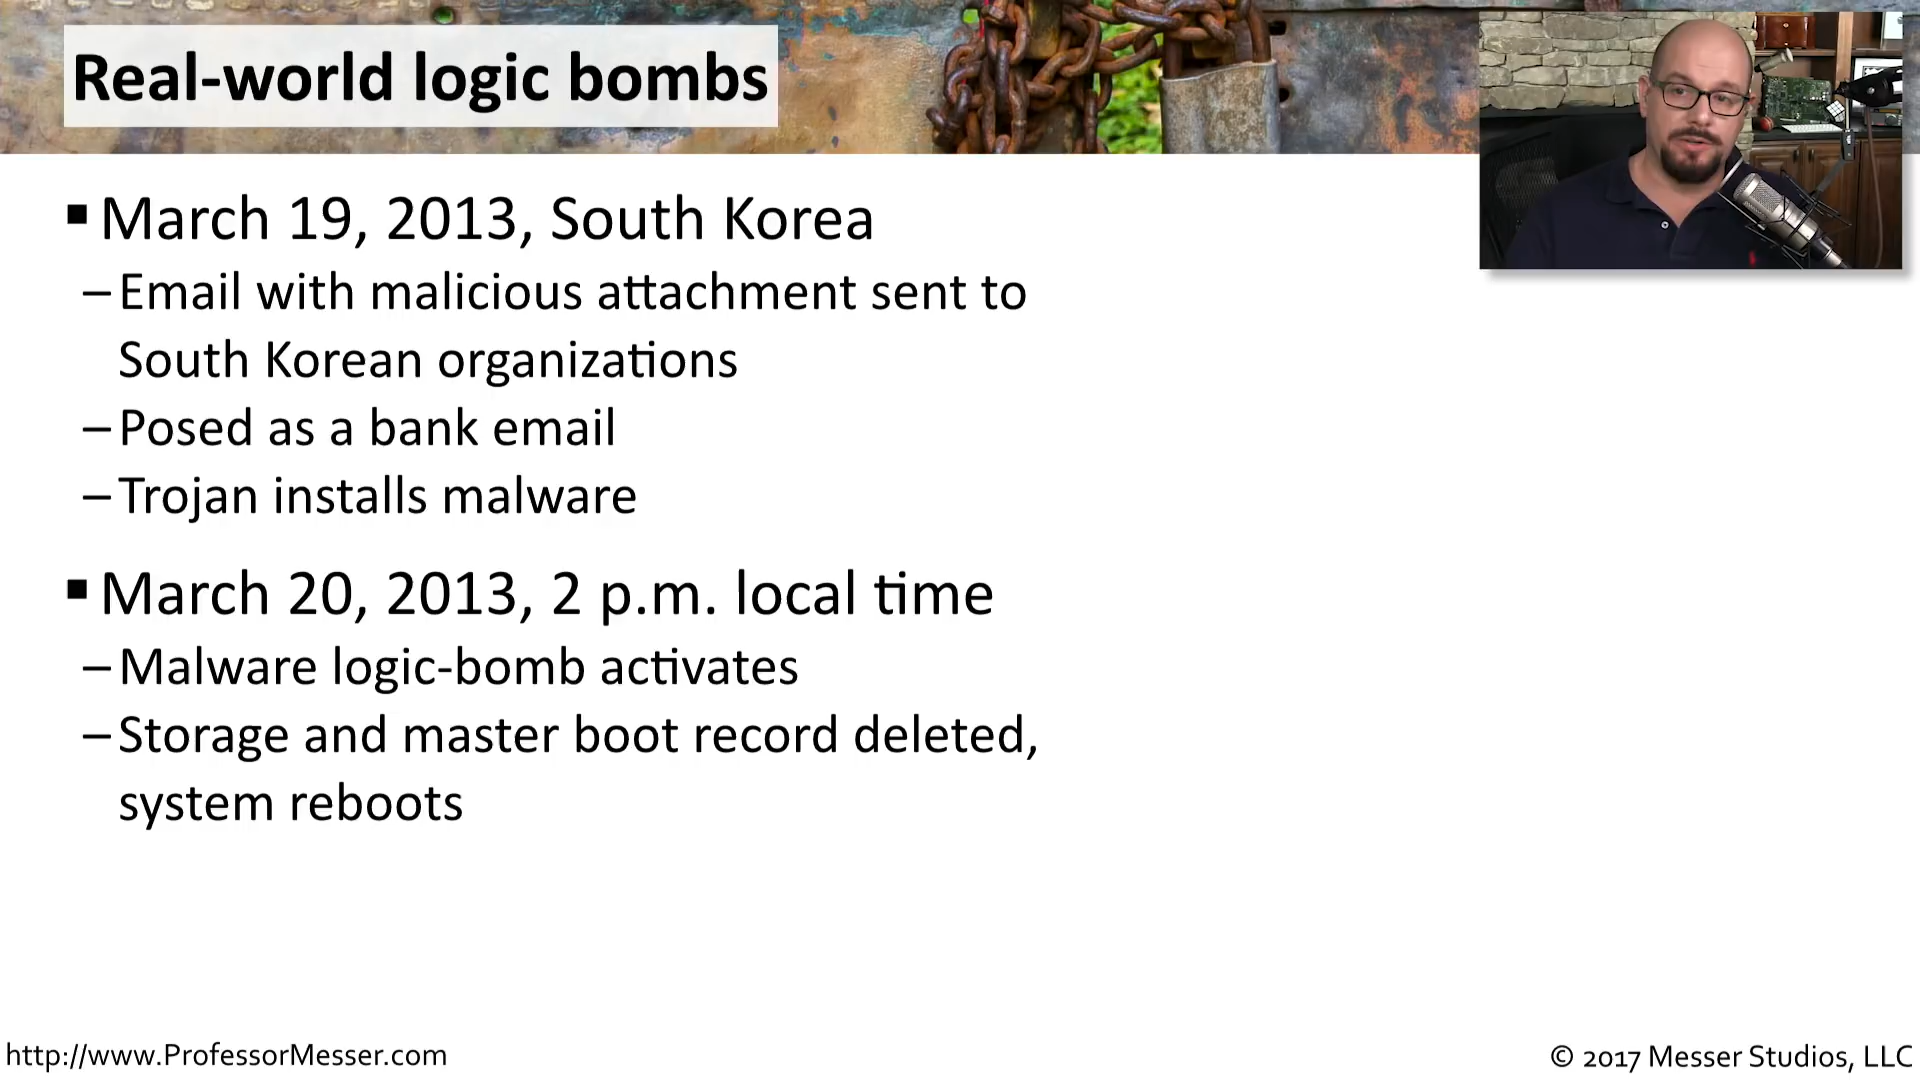 Real-world logic bombs
▪ March 19, 2013, South Korea
– Email with malicious attachment sent to
South Korean organizations
– Posed as a bank email
– Trojan installs malware
▪ March 20, 2013, 2 p.m. local time
– Malware logic-bomb activates
– Storage and master boot record deleted,
system reboots
http://www.ProfessorMesser.com
© 2017 Messer Studios, LLC